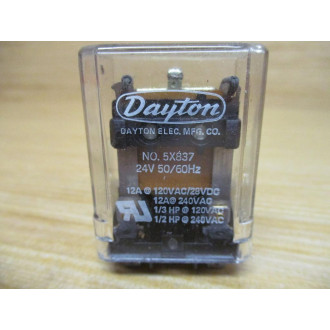 Dayton
DAYTON ELEC. MFG. CO.
NO. 5X837
24V 50/60Hz
12A @ 120VAC/28VDC
12A @ 240VAC
1/3 HP @ 120VAC
1/2 HP @ 240VAC